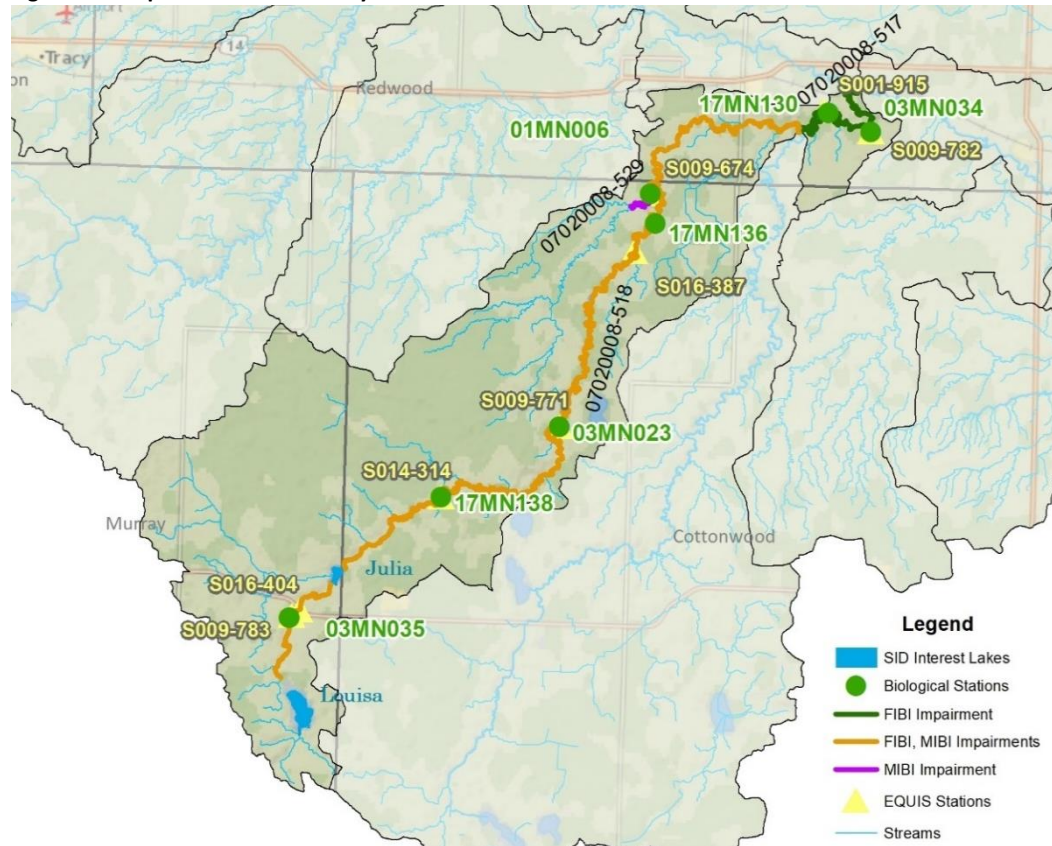 14
Tracy
Redwood
07020008-517
S001-915
17MN130
03MN034
01MN006
S009-782
S009-674
07020008-529
17MN136
S016-387
07020008-518
S009-771
03MN023
S014-314
17MN138
Murray
Cottonwood
Julia
S016-404
S009-783
03MN035
Louisa
Legend
SID Interest Lakes
Biological Stations
FIBI Impairment
FIBI, MIBI Impairments
MIBI Impairment
EQUIS Stations
Streams